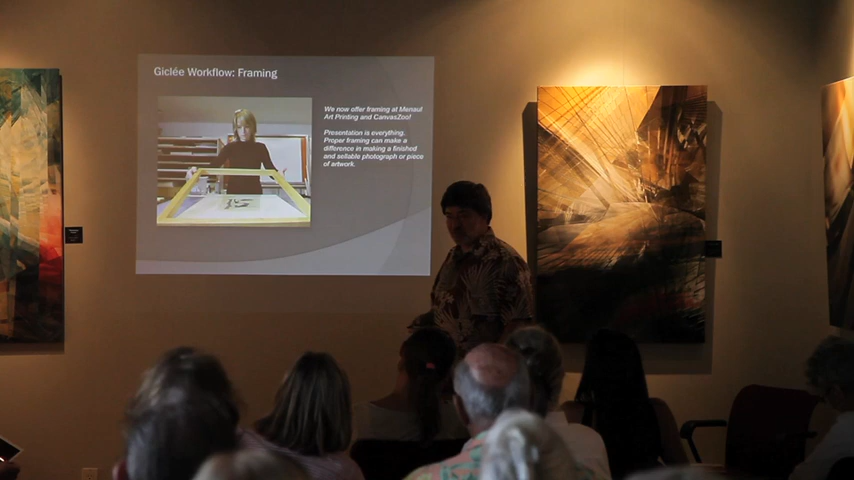 Giclée Workflow: Framing
We now offer framing at Menaul
Art Printing and CanvasZoo!
Presentation is everything.
Proper framing can make a
difference in making a finished
and sellable photograph or piece
of artwork.